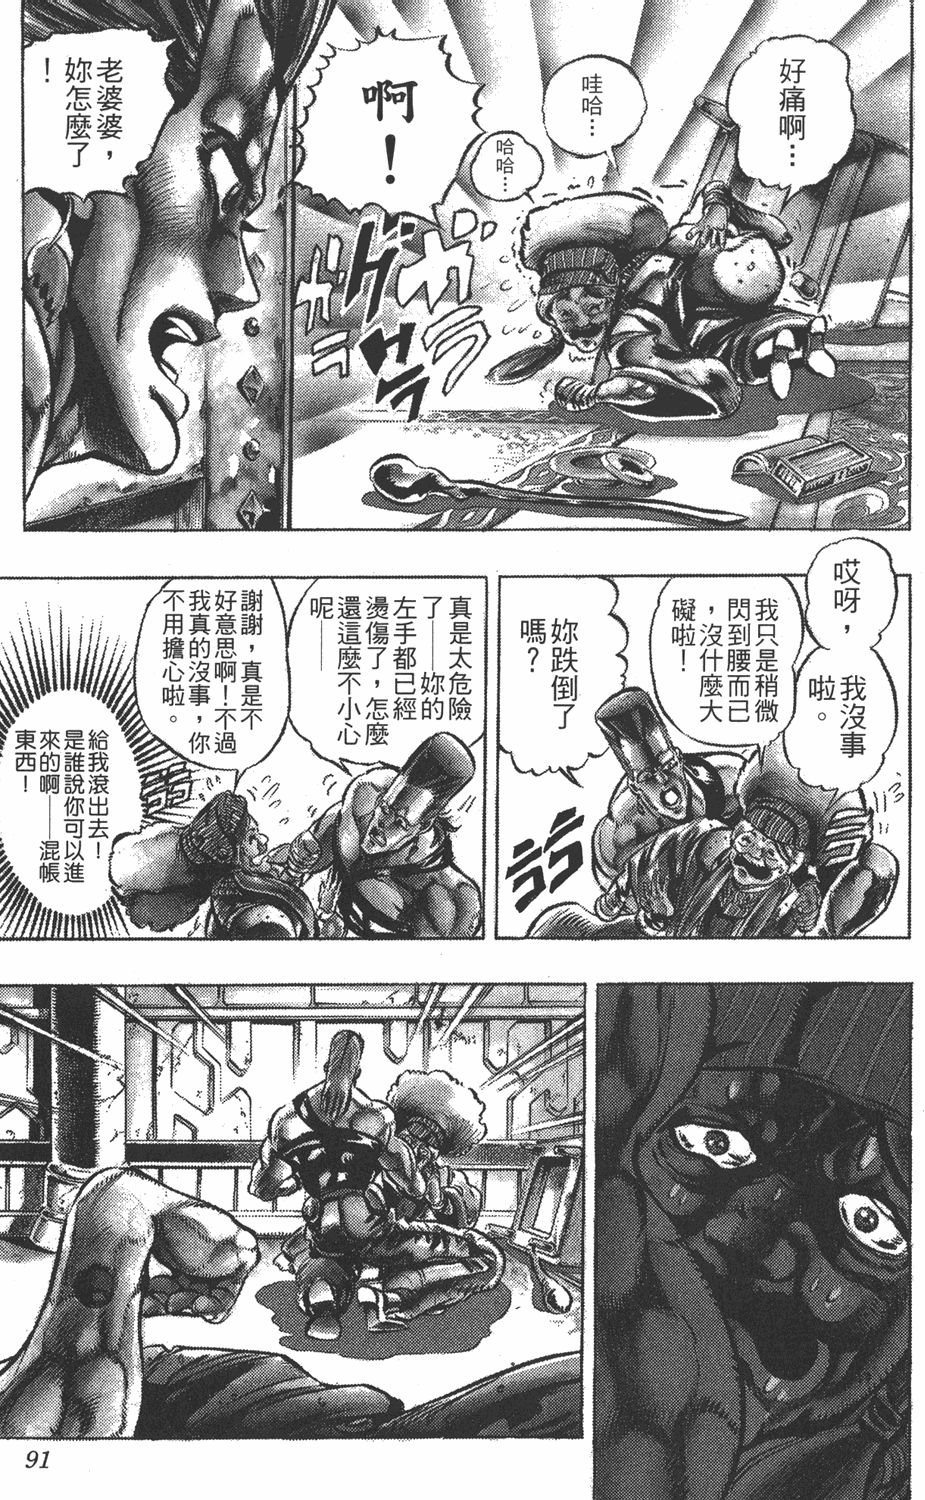 好痛啊…
哇哈…
哈哈…
啊！
ガガ
ドドラ
ガラ
老婆婆，
妳怎麼了
！
哎呀，
我沒事
啦。
我只是稍微
閃到腰而已
，沒什麼大
礙啦！
妳跌倒了
嗎？
ララ
真是太危險
了──妳的
左手都已經
燙傷了，怎麼
還這麼不小心
呢──
謝謝，真是不
好意思啊！不過
我真的沒事，你
不用擔心啦。
給我滾出去！
是誰說你可以進
來的啊──混帳
東西！
91